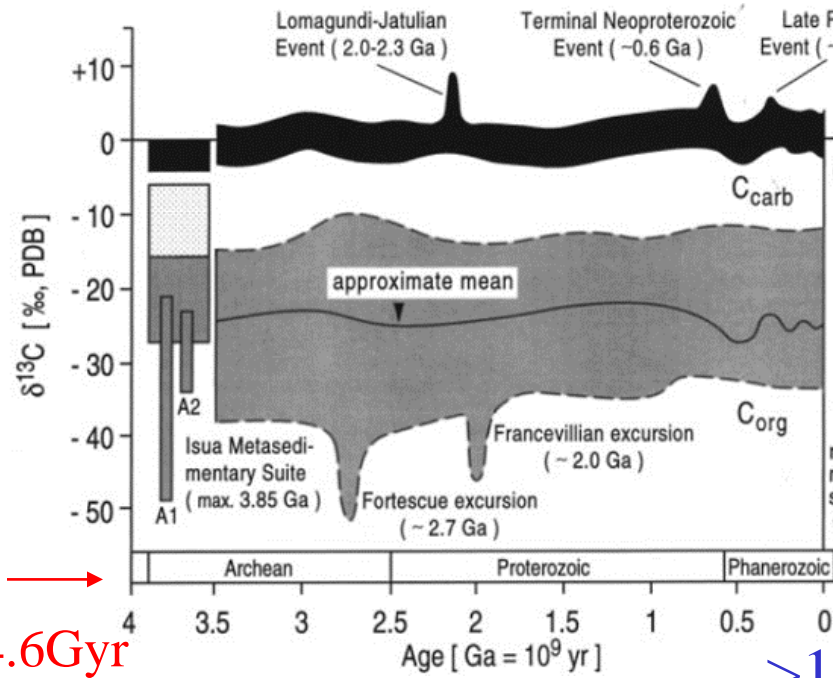 Lomagundi-Jatulian
Event ( 2.0-2.3 Ga )
Terminal Neoproterozoic
Event ( ~0.6 Ga )
Late
Event ( ~
+10
0
- 10
- 20
- 30
- 40
- 50
δ13C [ ‰, PDB ]
Ccarb
approximate mean
A2
A1
Isua Metasedi-
mentary Suite
( max. 3.85 Ga )
Corg
Francevillian excursion
( ~ 2.0 Ga )
Fortescue excursion
( ~ 2.7 Ga )
Archean
Proterozoic
Phanerozoic
4
3.5
3
2.5
2
1.5
1
0.5
0
Age [ Ga = 109 yr ]
.6Gyr
>1